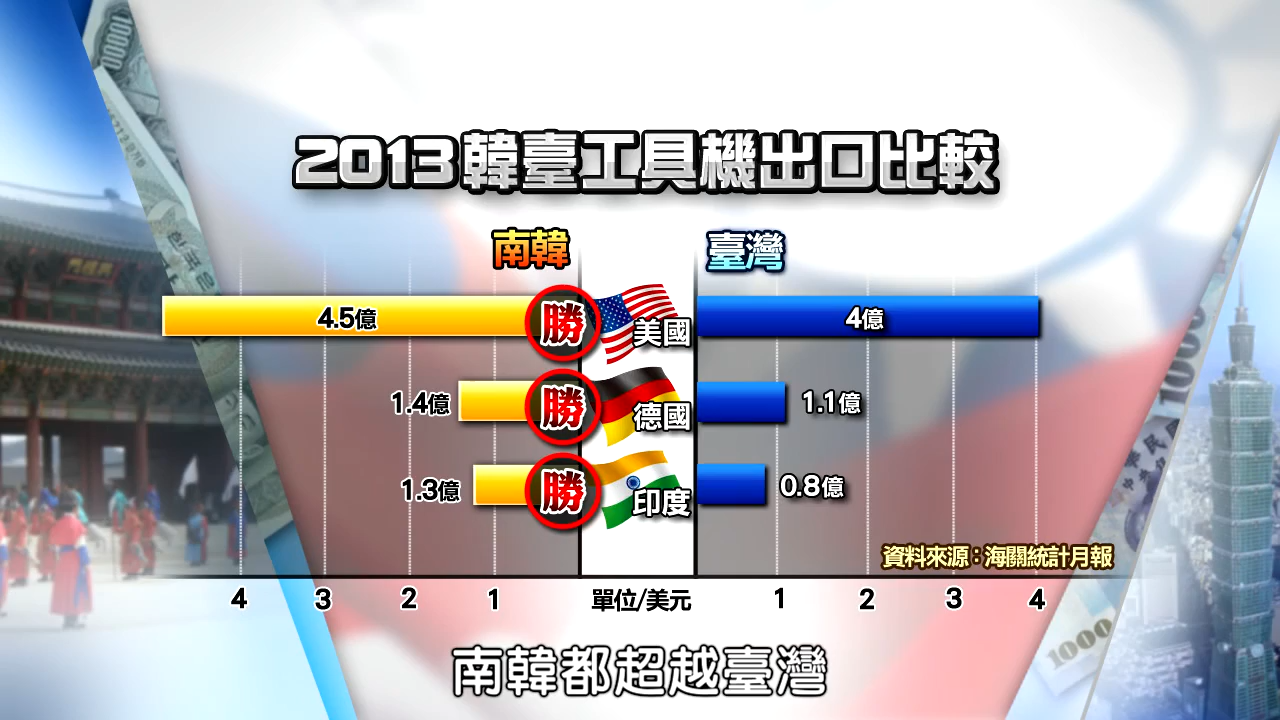 2013韓臺工具機出口比較
南韓 臺灣
4.5億 勝 美國 4億
1.4億 勝 德國 1.1億
1.3億 勝 印度 0.8億
資料來源：海關統計月報
4 3 2 1 單位/美元 1 2 3 4
南韓都超越臺灣
10000
1000
1000